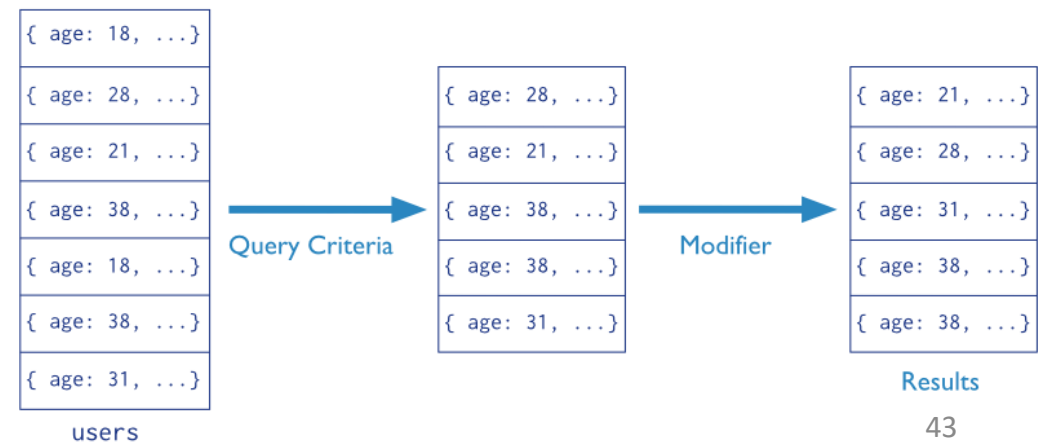 { age: 18, ...}
{ age: 28, ...}
{ age: 21, ...}
{ age: 38, ...}
{ age: 18, ...}
{ age: 38, ...}
{ age: 31, ...}
users
Query Criteria
{ age: 28, ...}
{ age: 21, ...}
{ age: 38, ...}
{ age: 38, ...}
{ age: 31, ...}
Modifier
{ age: 21, ...}
{ age: 28, ...}
{ age: 31, ...}
{ age: 38, ...}
{ age: 38, ...}
Results
43